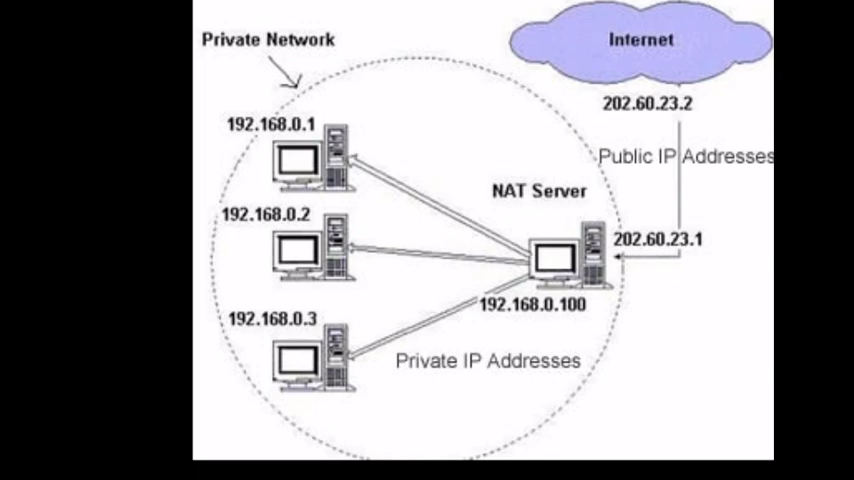 Private Network
Internet
202.60.23.2
192.168.0.1
Public IP Addresses
NAT Server
192.168.0.2
202.60.23.1
192.168.0.100
192.168.0.3
Private IP Addresses